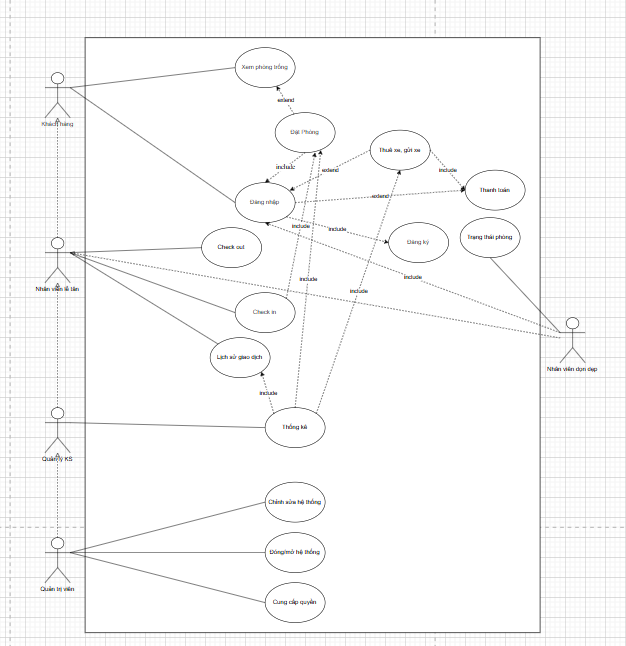 Xem phòng trống
Khách hàng
extend
Đặt Phòng
Thuê xe, gửi xe
include
extend
include
Thanh toán
extend
Đăng nhập
include
include
Đăng ký
Trạng thái phòng
Check out
include
include
Nhân viên lễ tân
include
Check in
Lịch sử giao dịch
Nhân viên dọn dẹp
include
Thống kê
Quản lý KS
Chỉnh sửa hệ thống
Đóng/mở hệ thống
Quản trị viên
Cung cấp quyền